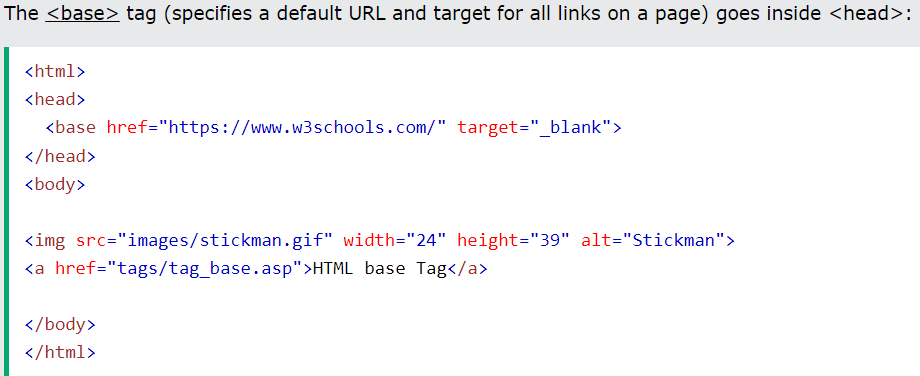 The <base> tag (specifies a default URL and target for all links on a page) goes inside <head>:
<html>
<head>
  <base href="https://www.w3schools.com/" target="_blank">
</head>
<body>
<img src="images/stickman.gif" width="24" height="39" alt="Stickman">
<a href="tags/tag_base.asp">HTML base Tag</a>
</body>
</html>